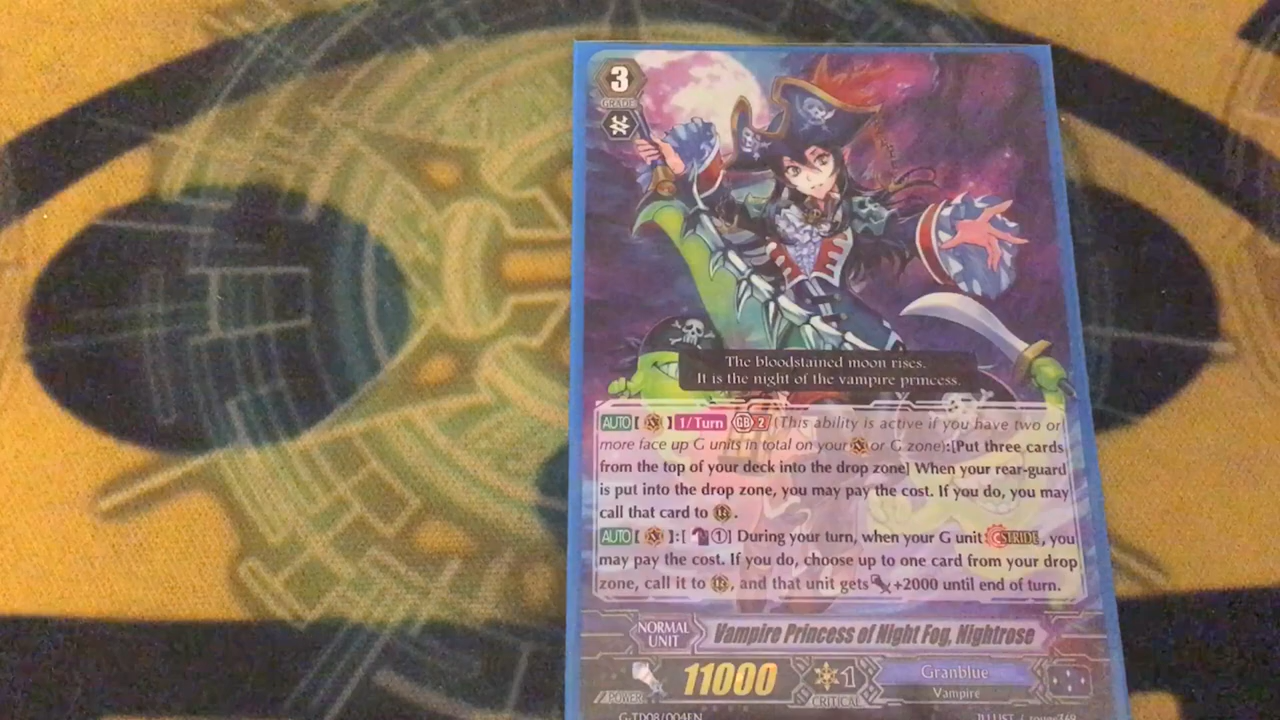 3
GRADE
The bloodstained moon rises.
It is the night of the vampire princess.
AUTO [ ] 1/Turn GB 2 (This ability is active if you have two or
more face up G units in total on your or G zone):[Put three cards
from the top of your deck into the drop zone] When your rear-guard
is put into the drop zone, you may pay the cost. If you do, you may
call that card to RC.
AUTO [ ]:[ 1] During your turn, when your G unit STRIDE, you
may pay the cost. If you do, choose up to one card from your drop
zone, call it to RC, and that unit gets +2000 until end of turn.
NORMAL UNIT Vampire Princess of Night Fog, Nightrose
POWER 11000 1 CRITICAL Granblue
Vampire
G-TD08/004EN ILLUST /